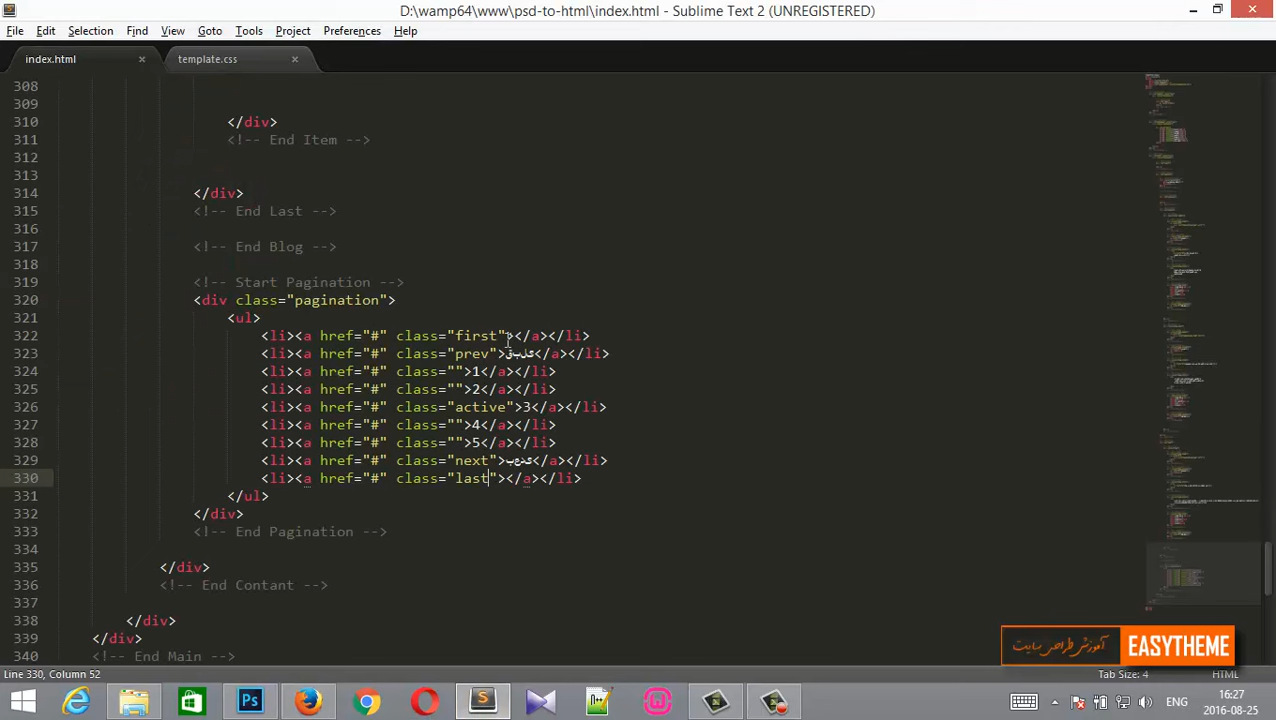 D:\wamp64\www\psd-to-html\index.html - Sublime Text 2 (UNREGISTERED)
File Edit Selection Find View Goto Tools Project Preferences Help
index.html × template.css ×
308
309
310 </div>
311 <!-- End Item -->
312
313
314 </div>
315 <!-- End Last -->
316
317 <!-- End Blog -->
318
319 <!-- Start Pagination -->
320 <div class="pagination">
321 <ul>
322 <li><a href="#" class="first"></a></li>
323 <li><a href="#" class="prev">قبلی</a></li>
324 <li><a href="#" class="">1</a></li>
325 <li><a href="#" class="">2</a></li>
326 <li><a href="#" class="active">3</a></li>
327 <li><a href="#" class="">4</a></li>
328 <li><a href="#" class="">5</a></li>
329 <li><a href="#" class="next">بعدی</a></li>
330 <li><a href="#" class="last"></a></li>
331 </ul>
332 </div>
333 <!-- End Pagination -->
334
335 </div>
336 <!-- End Contant -->
337
338 </div>
339 </div>
340 <!-- End Main -->
آموزش طراحی سایت EASYTHEME
Line 330, Column 52 Tab Size: 4 HTML
Ps ENG 16:27
2016-08-25